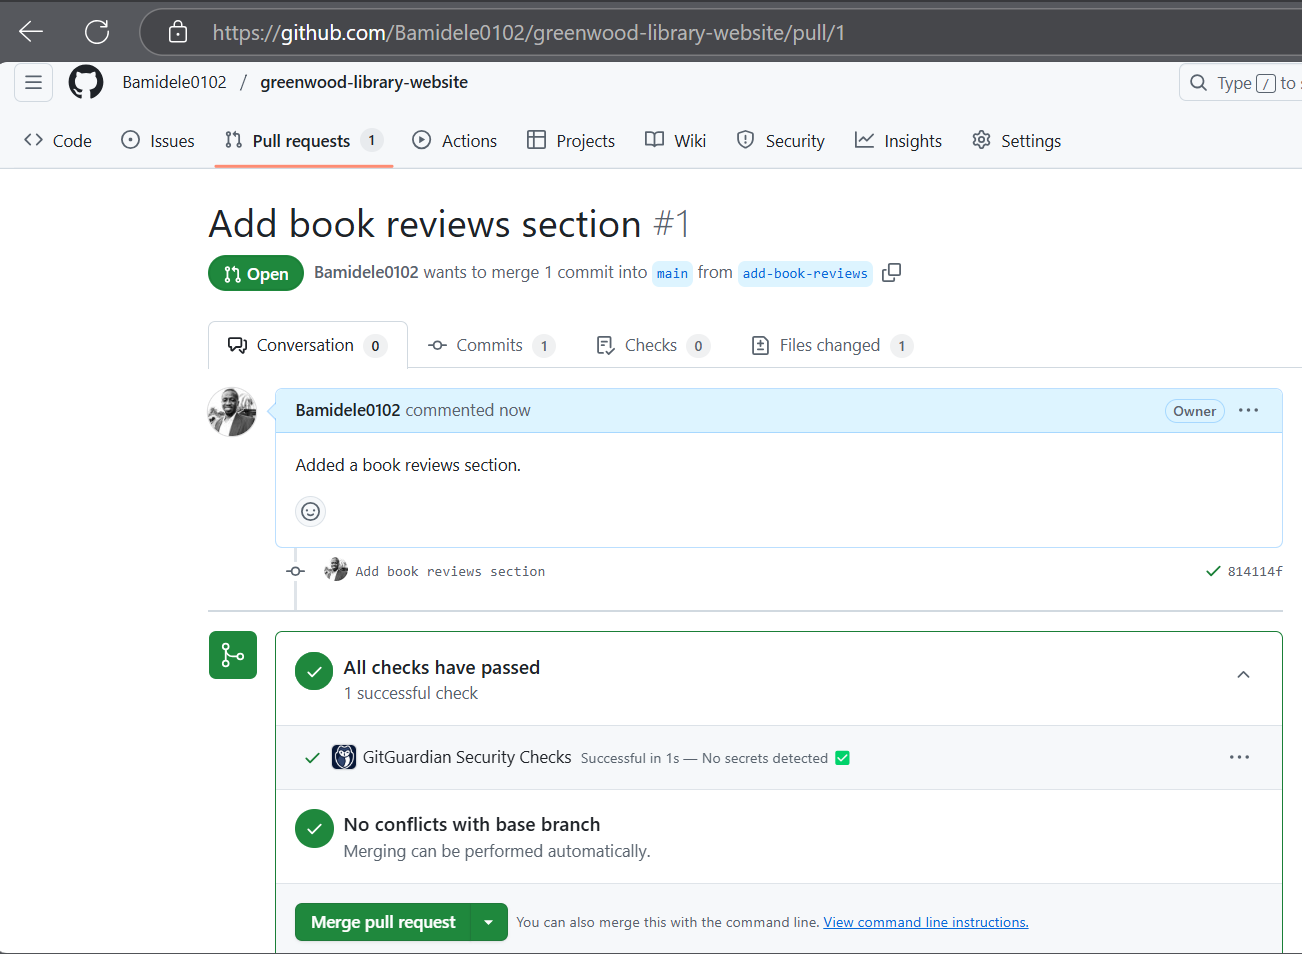 https://github.com/Bamidele0102/greenwood-library-website/pull/1
Bamidele0102 / greenwood-library-website
Type / to s
Code Issues Pull requests 1 Actions Projects Wiki Security Insights Settings
Add book reviews section #1
Open Bamidele0102 wants to merge 1 commit into main from add-book-reviews
Conversation 0 Commits 1 Checks 0 Files changed 1
Bamidele0102 commented now Owner
Added a book reviews section.
Add book reviews section 814114f
All checks have passed
1 successful check
GitGuardian Security Checks Successful in 1s — No secrets detected ✅
No conflicts with base branch
Merging can be performed automatically.
Merge pull request You can also merge this with the command line. View command line instructions.